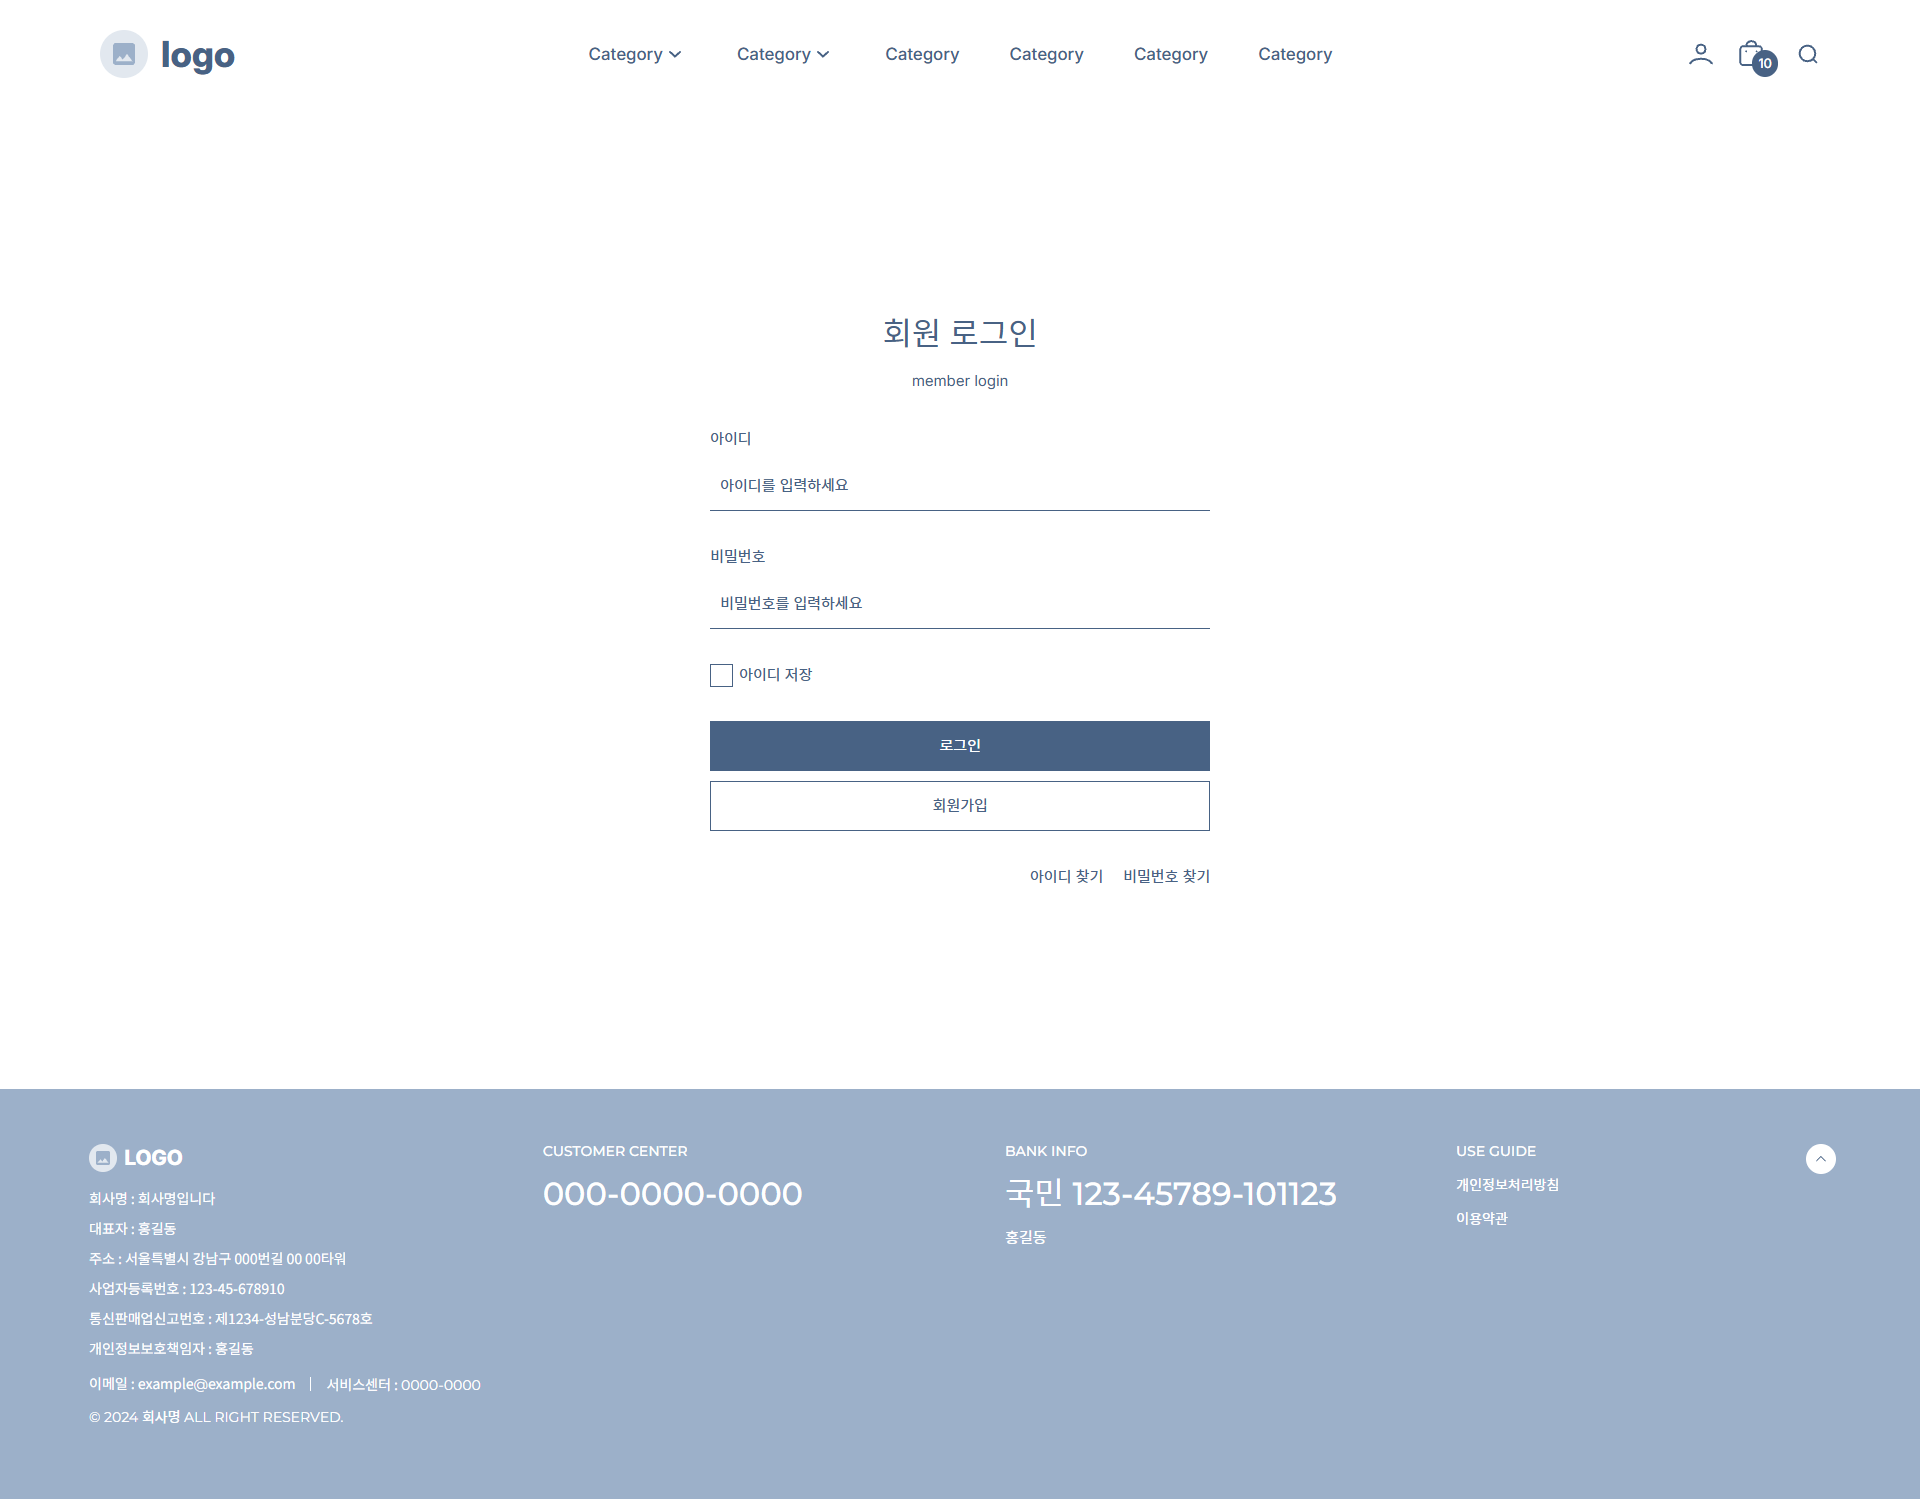 logo
Category
Category
Category
Category
Category
Category
10
회원 로그인
member login
아이디
아이디를 입력하세요
비밀번호
비밀번호를 입력하세요
아이디 저장
로그인
회원가입
아이디 찾기 비밀번호 찾기
LOGO
회사명 : 회사명입니다
대표자 : 홍길동
주소 : 서울특별시 강남구 000번길 00 00타워
사업자등록번호 : 123-45-678910
통신판매업신고번호 : 제1234-성남분당C-5678호
개인정보보호책임자 : 홍길동
이메일 : example@example.com | 서비스센터 : 0000-0000
© 2024 회사명 ALL RIGHT RESERVED.
CUSTOMER CENTER
000-0000-0000
BANK INFO
국민 123-45789-101123
홍길동
USE GUIDE
개인정보처리방침
이용약관